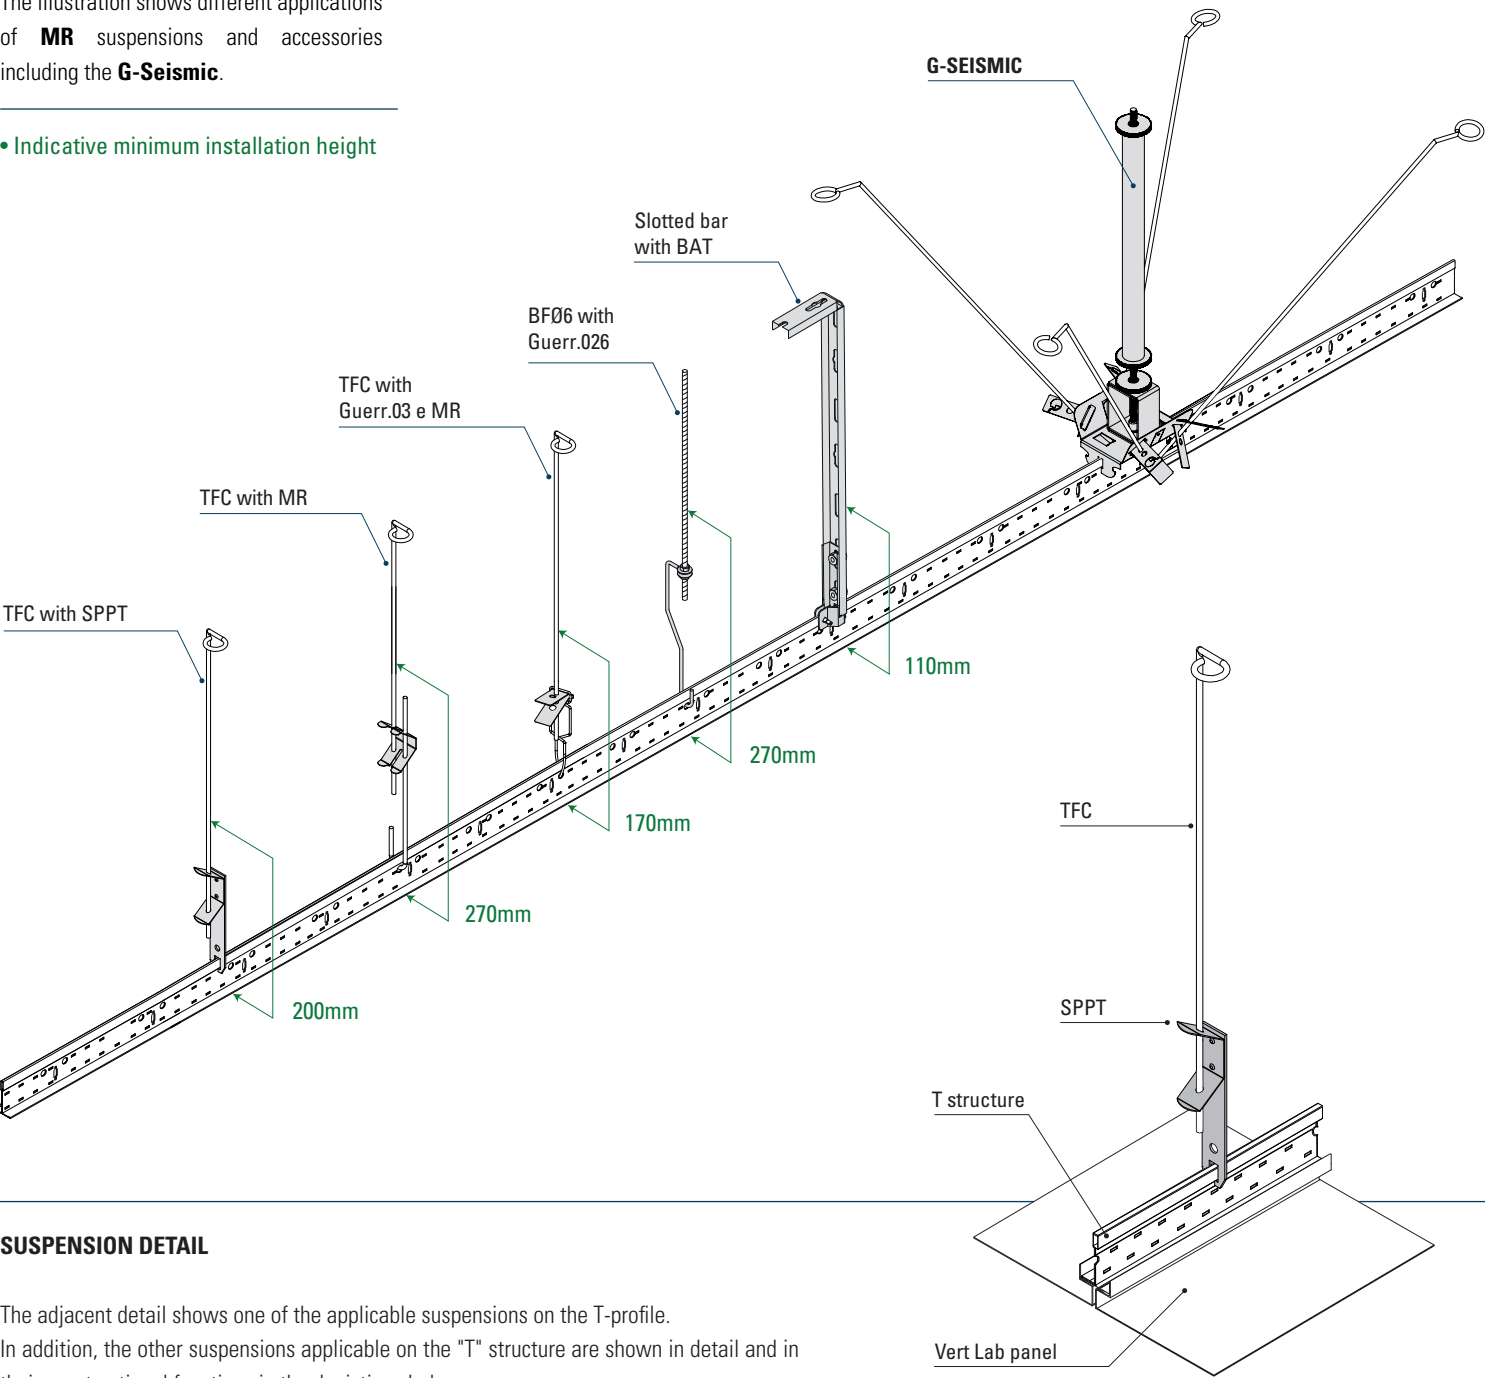 The illustration shows different applications
of MR suspensions and accessories
including the G-Seismic.
• Indicative minimum installation height
G-SEISMIC
Slotted bar
with BAT
BFØ6 with
Guerr.026
TFC with
Guerr.03 e MR
TFC with MR
TFC with SPPT
110mm
270mm
170mm
270mm
200mm
TFC
SPPT
T structure
Vert Lab panel
SUSPENSION DETAIL
The adjacent detail shows one of the applicable suspensions on the T-profile.
In addition, the other suspensions applicable on the "T" structure are shown in detail and in